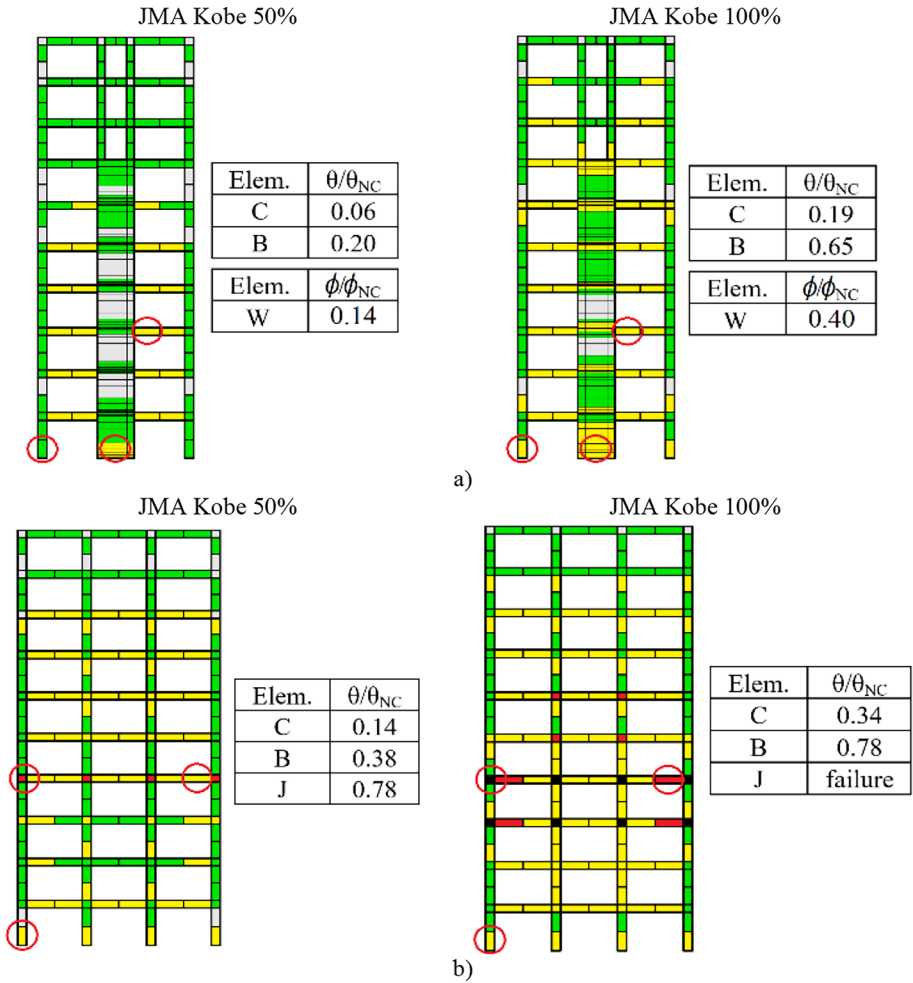 JMA Kobe 50%
JMA Kobe 100%
Elem. θ/θNC
C 0.06
B 0.20
Elem. ϕ/ϕNC
W 0.14
Elem. θ/θNC
C 0.19
B 0.65
Elem. ϕ/ϕNC
W 0.40
a)
JMA Kobe 50%
JMA Kobe 100%
Elem. θ/θNC
C 0.14
B 0.38
J 0.78
Elem. θ/θNC
C 0.34
B 0.78
J failure
b)